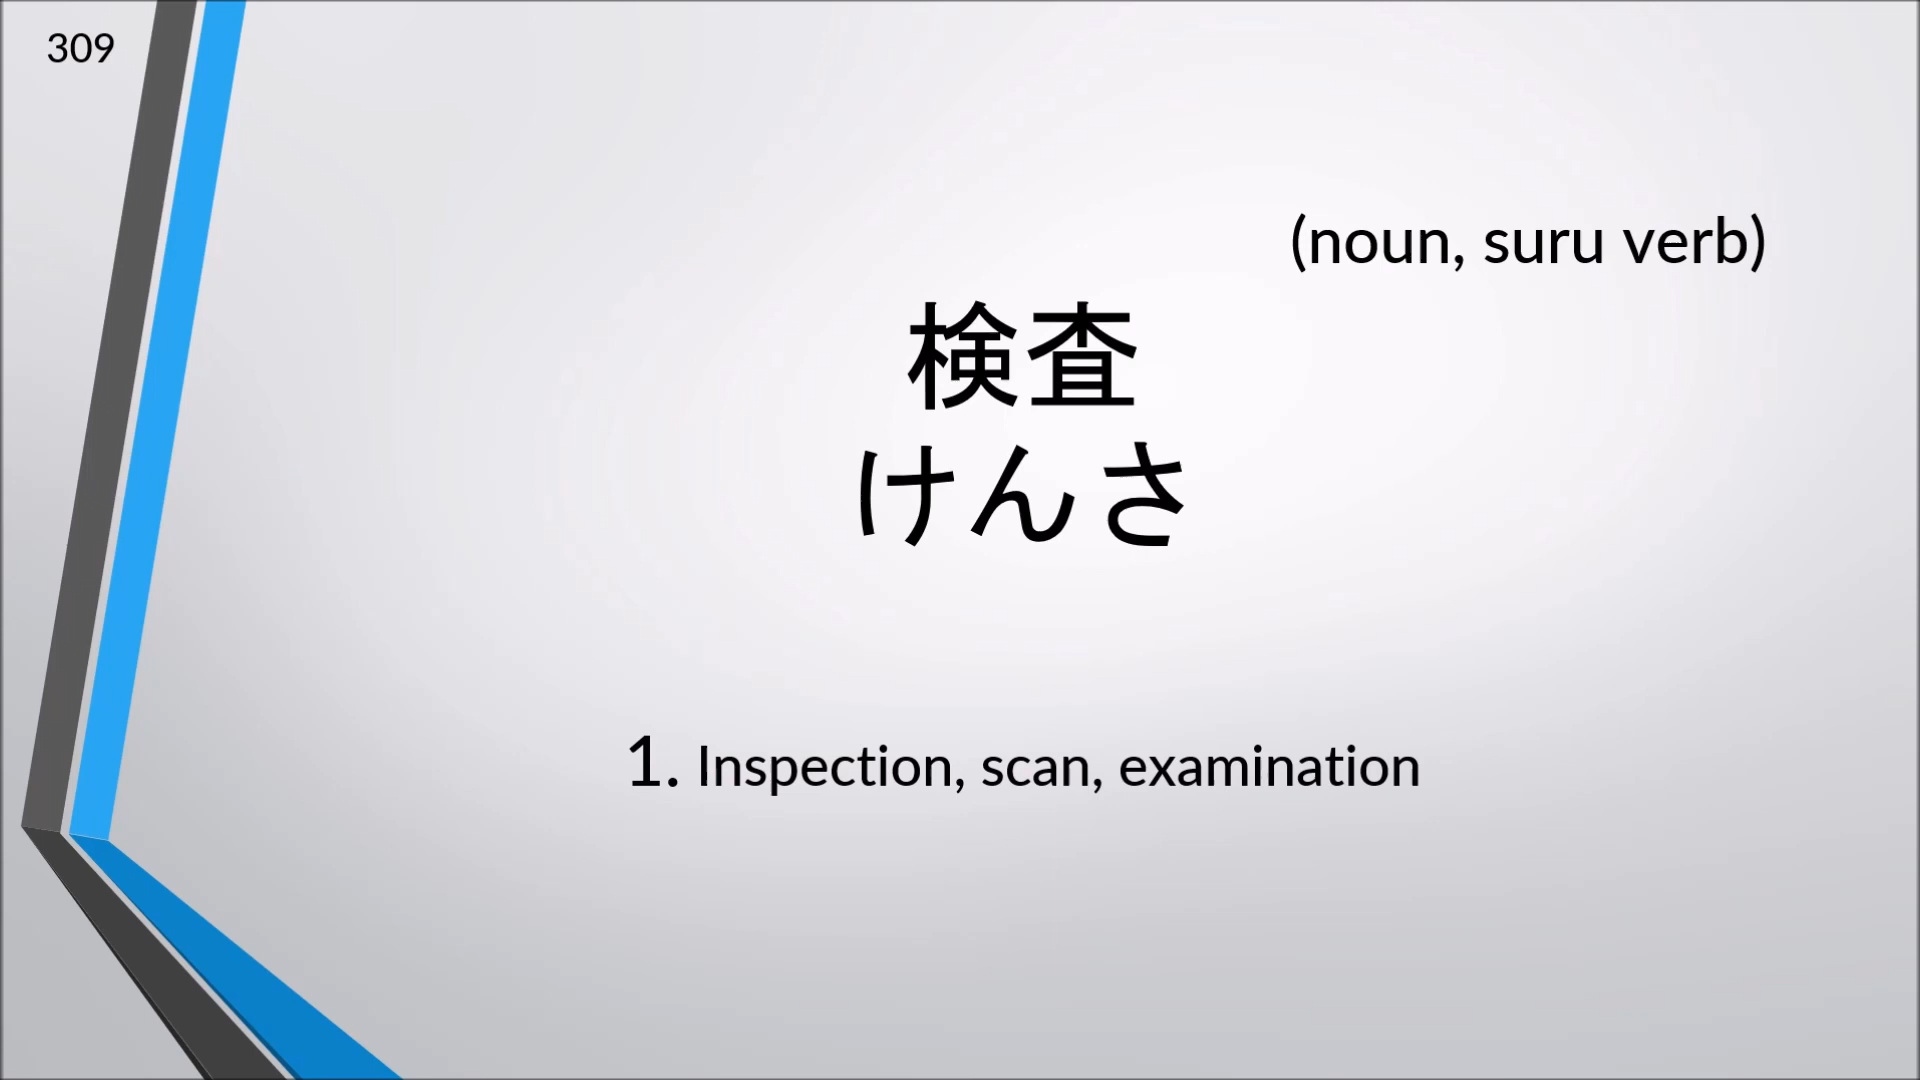 309
(noun, suru verb)
検査
けんさ
1. Inspection, scan, examination